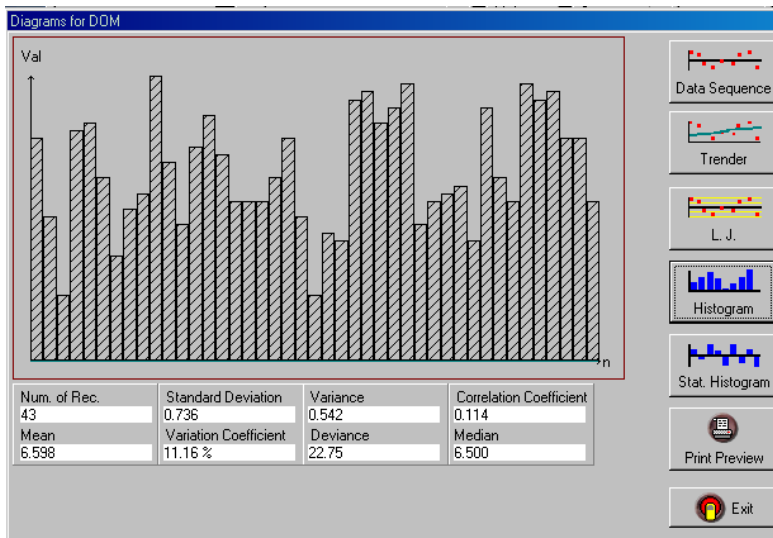 Diagrams for DOM
Val
n
Data Sequence
Trender
L. J.
Histogram
Stat. Histogram
Print Preview
Exit
Num. of Rec.
43
Standard Deviation
0.736
Variance
0.542
Correlation Coefficient
0.114
Mean
6.598
Variation Coefficient
11.16 %
Deviance
22.75
Median
6.500